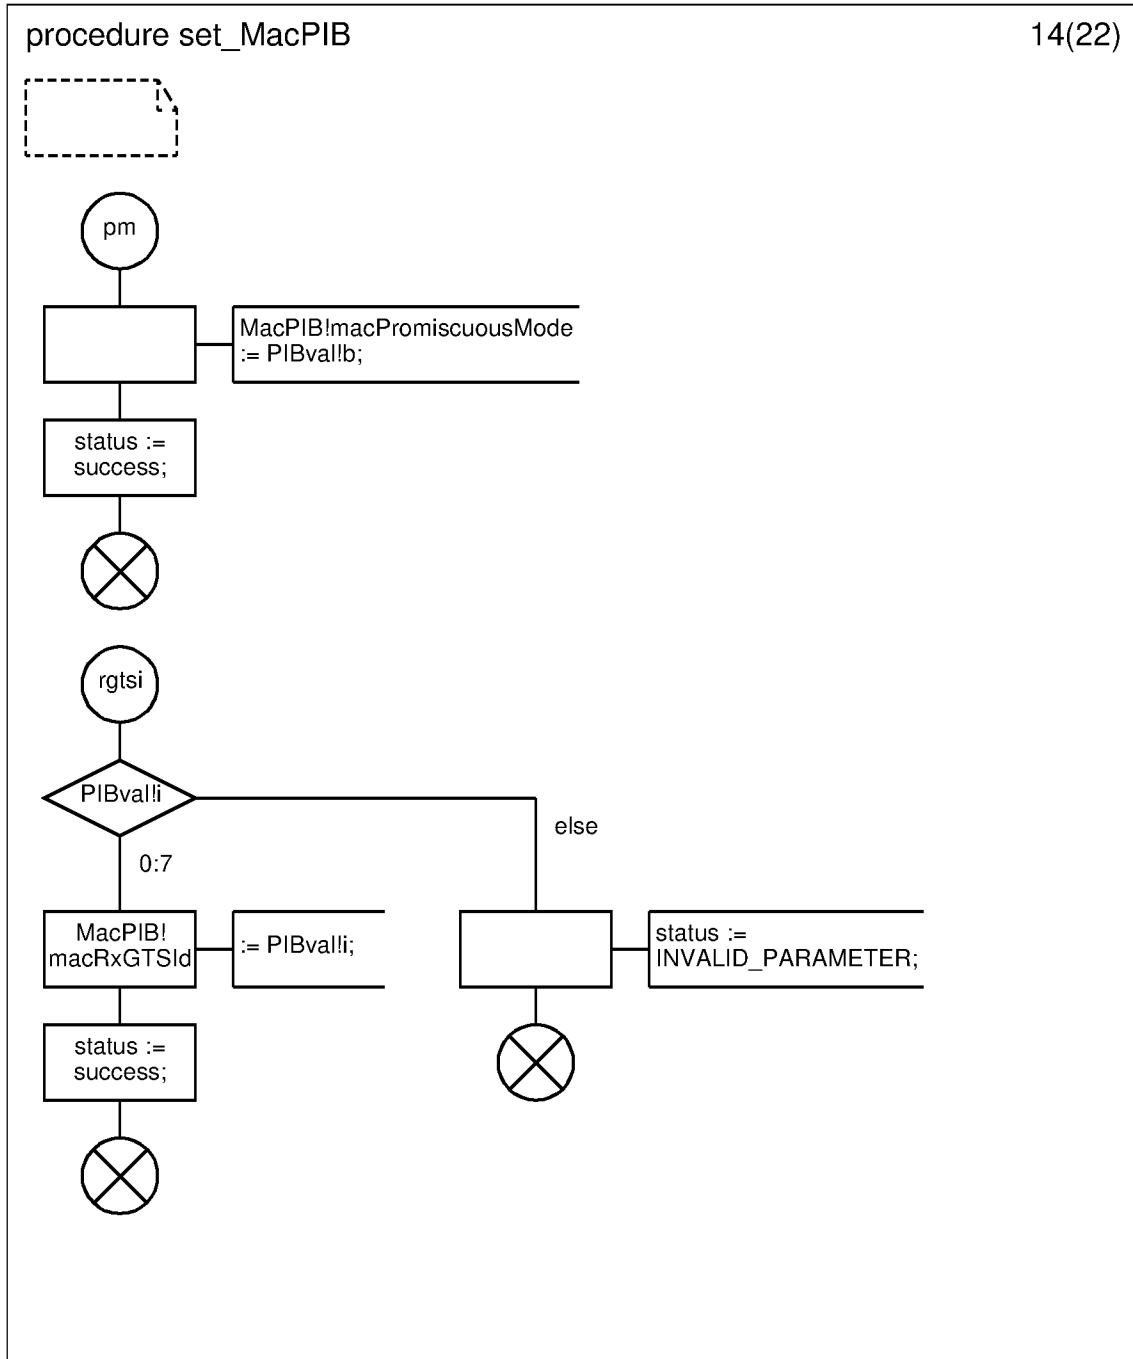 procedure set_MacPIB 14(22)
pm
MacPIB!macPromiscuousMode
:= PIBval!b;
status :=
success;
rgtsi
PIBval!i
else
0:7
MacPIB!
macRxGTSId
:= PIBval!i;
status :=
INVALID_PARAMETER;
status :=
success;